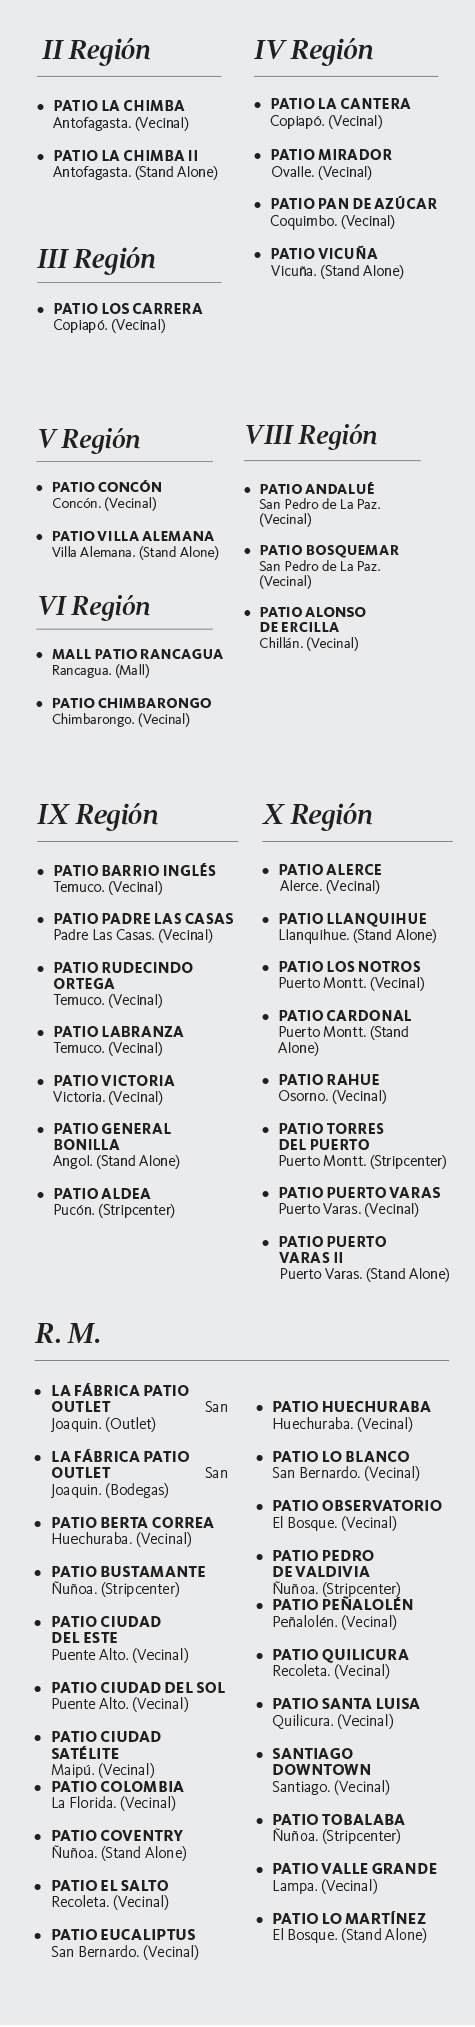 II Región
• PATIO LA CHIMBA
Antofagasta. (Vecinal)
• PATIO LA CHIMBA II
Antofagasta. (Stand Alone)
III Región
• PATIO LOS CARRERA
Copiapó. (Vecinal)
IV Región
• PATIO LA CANTERA
Copiapó. (Vecinal)
• PATIO MIRADOR
Ovalle. (Vecinal)
• PATIO PAN DE AZÚCAR
Coquimbo. (Vecinal)
• PATIO VICUÑA
Vicuña. (Stand Alone)
V Región
• PATIO CONCÓN
Concón. (Vecinal)
• PATIO VILLA ALEMANA
Villa Alemana. (Stand Alone)
VI Región
• MALL PATIO RANCAGUA
Rancagua. (Mall)
• PATIO CHIMBARONGO
Chimbarongo. (Vecinal)
VIII Región
• PATIO ANDALUÉ
San Pedro de La Paz.
(Vecinal)
• PATIO BOSQUEMAR
San Pedro de La Paz.
(Vecinal)
• PATIO ALONSO
DE ERCILLA
Chillán. (Vecinal)
IX Región
• PATIO BARRIO INGLÉS
Temuco. (Vecinal)
• PATIO PADRE LAS CASAS
Padre Las Casas. (Vecinal)
• PATIO RUDECINDO
ORTEGA
Temuco. (Vecinal)
• PATIO LABRANZA
Temuco. (Vecinal)
• PATIO VICTORIA
Victoria. (Vecinal)
• PATIO GENERAL
BONILLA
Angol. (Stand Alone)
• PATIO ALDEA
Pucón. (Stripcenter)
X Región
• PATIO ALERCE
Alerce. (Vecinal)
• PATIO LLANQUIHUE
Llanquihue. (Stand Alone)
• PATIO LOS NOTROS
Puerto Montt. (Vecinal)
• PATIO CARDONAL
Puerto Montt. (Stand
Alone)
• PATIO RAHUE
Osorno. (Vecinal)
• PATIO TORRES
DEL PUERTO
Puerto Montt. (Stripcenter)
• PATIO PUERTO VARAS
Puerto Varas. (Vecinal)
• PATIO PUERTO
VARAS II
Puerto Varas. (Stand Alone)
R. M.
• LA FÁBRICA PATIO
OUTLET San
Joaquin. (Outlet)
• LA FÁBRICA PATIO
OUTLET San
Joaquin. (Bodegas)
• PATIO BERTA CORREA
Huechuraba. (Vecinal)
• PATIO BUSTAMANTE
Ñuñoa. (Stripcenter)
• PATIO CIUDAD
DEL ESTE
Puente Alto. (Vecinal)
• PATIO CIUDAD DEL SOL
Puente Alto. (Vecinal)
• PATIO CIUDAD
SATÉLITE
Maipú. (Vecinal)
• PATIO COLOMBIA
La Florida. (Vecinal)
• PATIO COVENTRY
Ñuñoa. (Stand Alone)
• PATIO EL SALTO
Recoleta. (Vecinal)
• PATIO EUCALIPTUS
San Bernardo. (Vecinal)
• PATIO HUECHURABA
Huechuraba. (Vecinal)
• PATIO LO BLANCO
San Bernardo. (Vecinal)
• PATIO OBSERVATORIO
El Bosque. (Vecinal)
• PATIO PEDRO
DE VALDIVIA
Ñuñoa. (Stripcenter)
• PATIO PEÑALOLÉN
Peñalolén. (Vecinal)
• PATIO QUILICURA
Recoleta. (Vecinal)
• PATIO SANTA LUISA
Quilicura. (Vecinal)
• SANTIAGO
DOWNTOWN
Santiago. (Vecinal)
• PATIO TOBALABA
Ñuñoa. (Stripcenter)
• PATIO VALLE GRANDE
Lampa. (Vecinal)
• PATIO LO MARTÍNEZ
El Bosque. (Stand Alone)